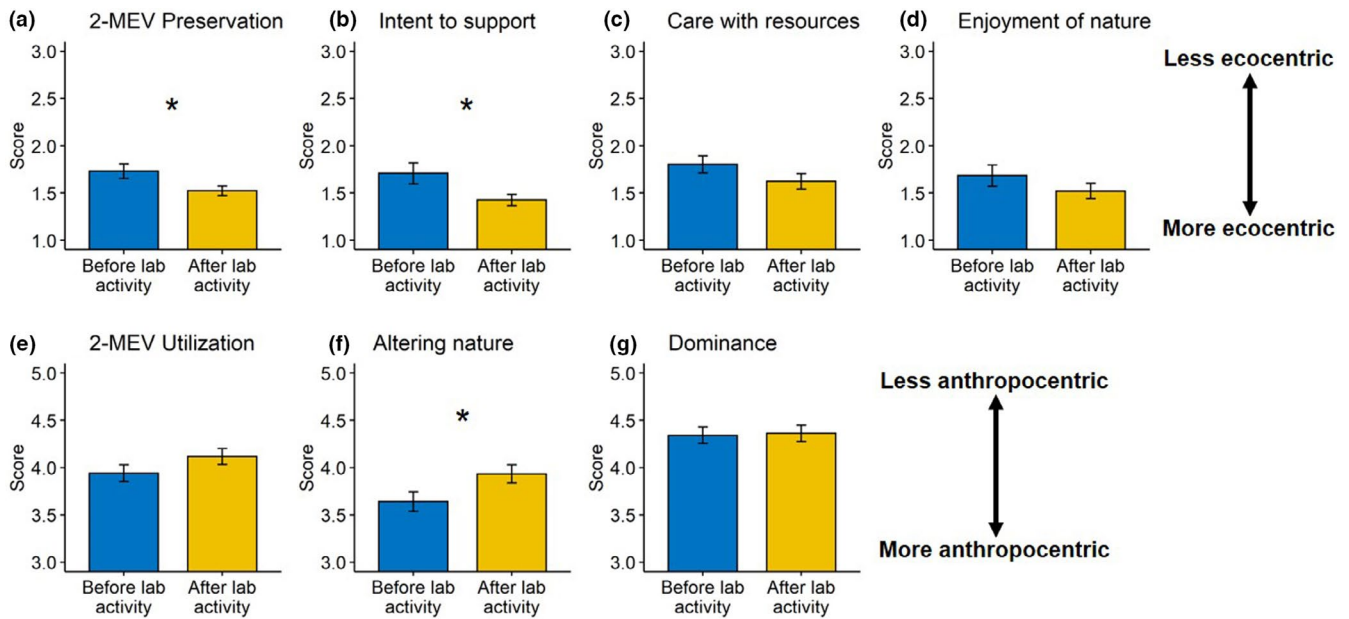 (a) 2-MEV Preservation
3.0
2.5
2.0
1.5
1.0
Score
*
Before lab
activity
After lab
activity
(b) Intent to support
3.0
2.5
2.0
1.5
1.0
Score
*
Before lab
activity
After lab
activity
(c) Care with resources
3.0
2.5
2.0
1.5
1.0
Score
Before lab
activity
After lab
activity
(d) Enjoyment of nature
3.0
2.5
2.0
1.5
1.0
Score
Before lab
activity
After lab
activity
Less ecocentric
More ecocentric
(e) 2-MEV Utilization
5.0
4.5
4.0
3.5
3.0
Score
Before lab
activity
After lab
activity
(f) Altering nature
5.0
4.5
4.0
3.5
3.0
Score
*
Before lab
activity
After lab
activity
(g) Dominance
5.0
4.5
4.0
3.5
3.0
Score
Before lab
activity
After lab
activity
Less anthropocentric
More anthropocentric